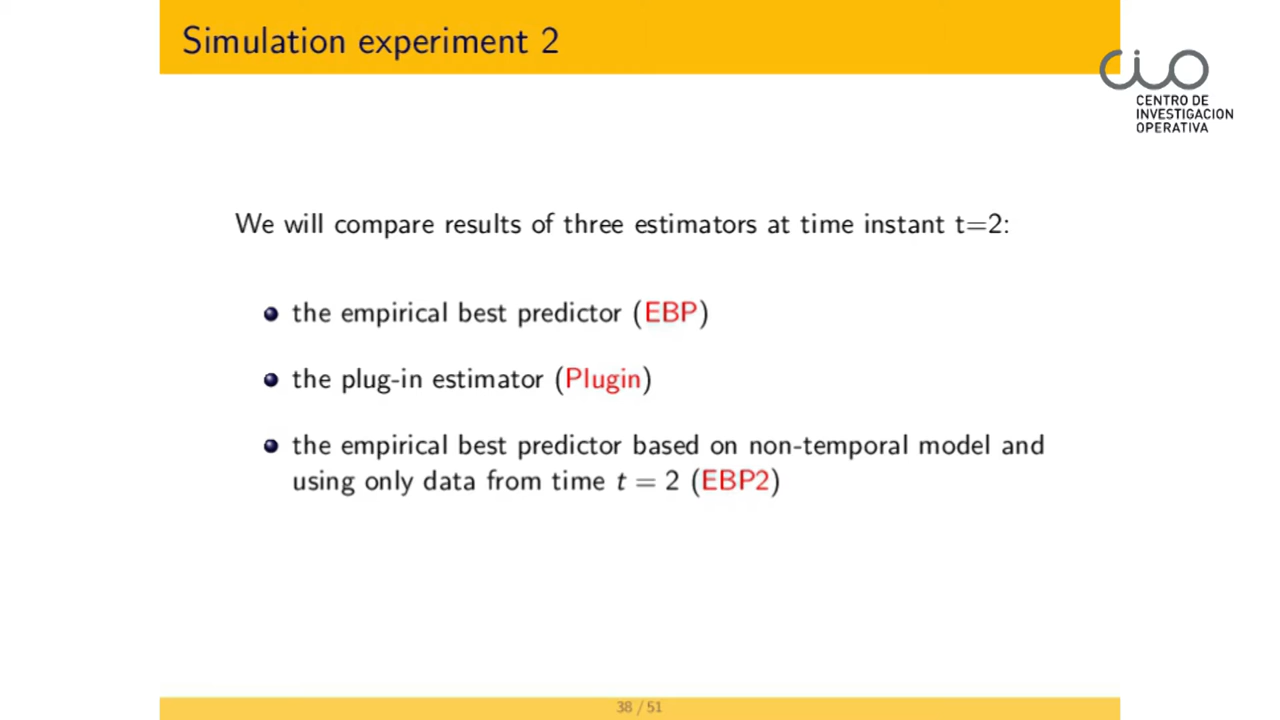 Simulation experiment 2
CIO
CENTRO DE
INVESTIGACION
OPERATIVA
We will compare results of three estimators at time instant t=2:
the empirical best predictor (EBP)
the plug-in estimator (Plugin)
the empirical best predictor based on non-temporal model and
using only data from time t = 2 (EBP2)
38 / 51